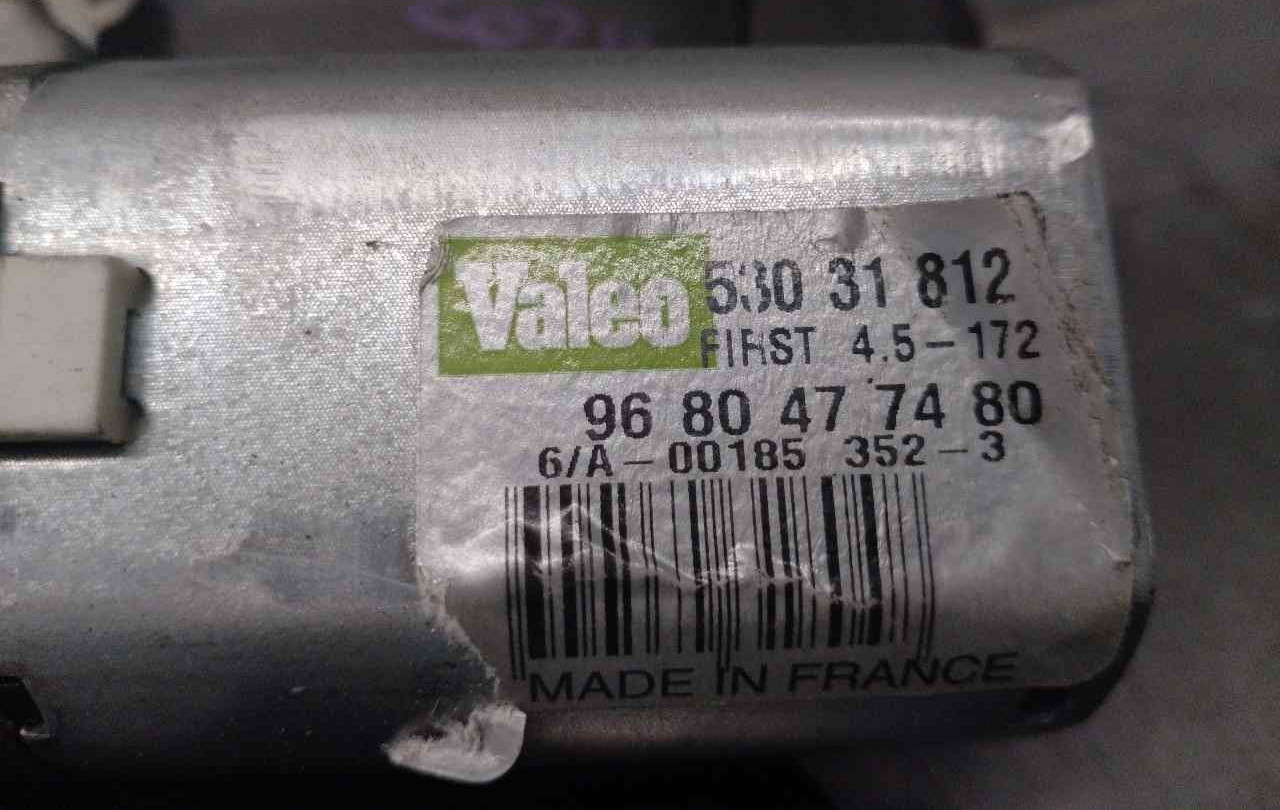 Valeo
530 31 812
FIRST 4.5-172
96 80 47 74 80
6/A-00185 352-3
MADE IN FRANCE